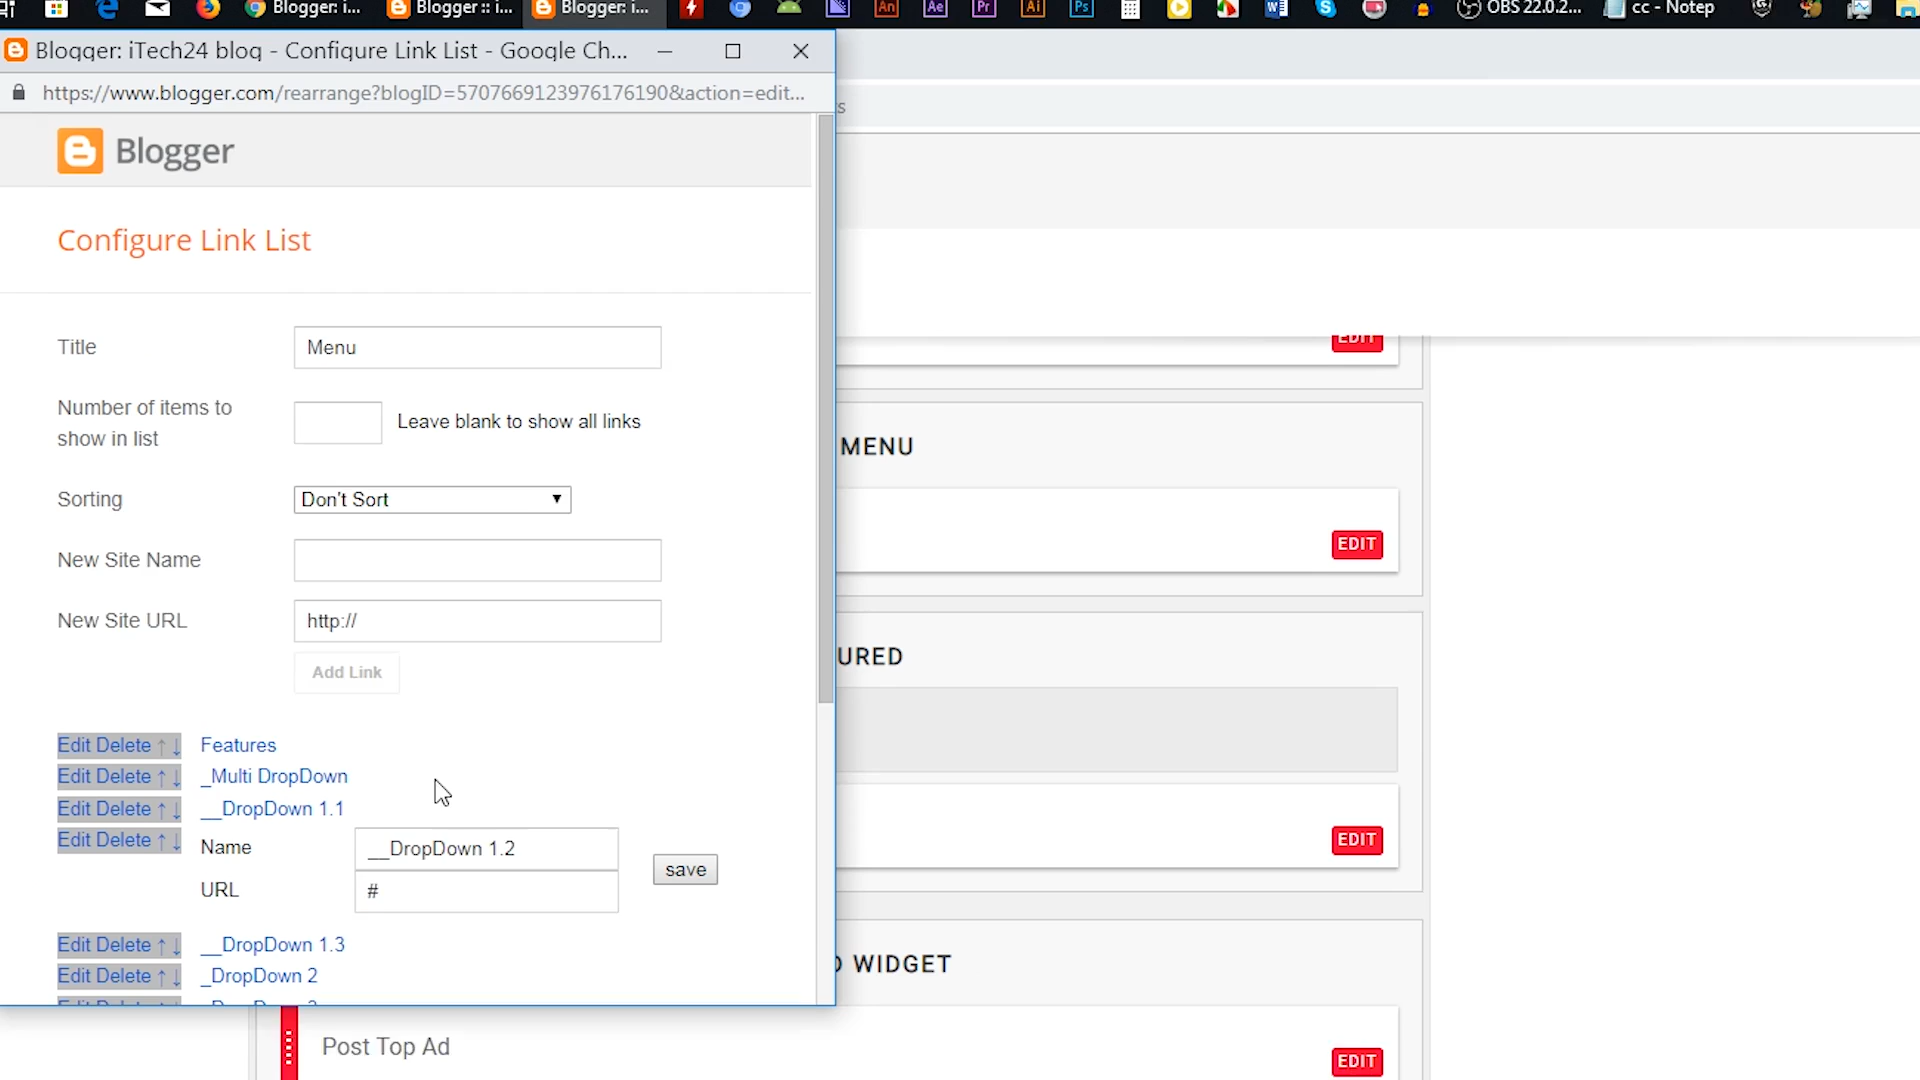 Blogger: i...
Blogger :: i...
Blogger: i...
An
Ae
Pr
Ai
Ps
OBS 22.0.2...
cc - Notep
Blogger: iTech24 blog - Configure Link List - Google Ch...
https://www.blogger.com/rearrange?blogID=5707669123976176190&action=edit...
s
Blogger
Configure Link List
Title
Menu
EDIT
Number of items to
show in list
Leave blank to show all links
MENU
Sorting
Don't Sort
EDIT
New Site Name
New Site URL
http://
Add Link
URED
Edit Delete ↑ ↓ Features
Edit Delete ↑ ↓ _Multi DropDown
Edit Delete ↑ ↓ __DropDown 1.1
Edit Delete ↑ ↓
Name
__DropDown 1.2
save
EDIT
URL
#
Edit Delete ↑ ↓ __DropDown 1.3
Edit Delete ↑ ↓ _DropDown 2
WIDGET
Post Top Ad
EDIT